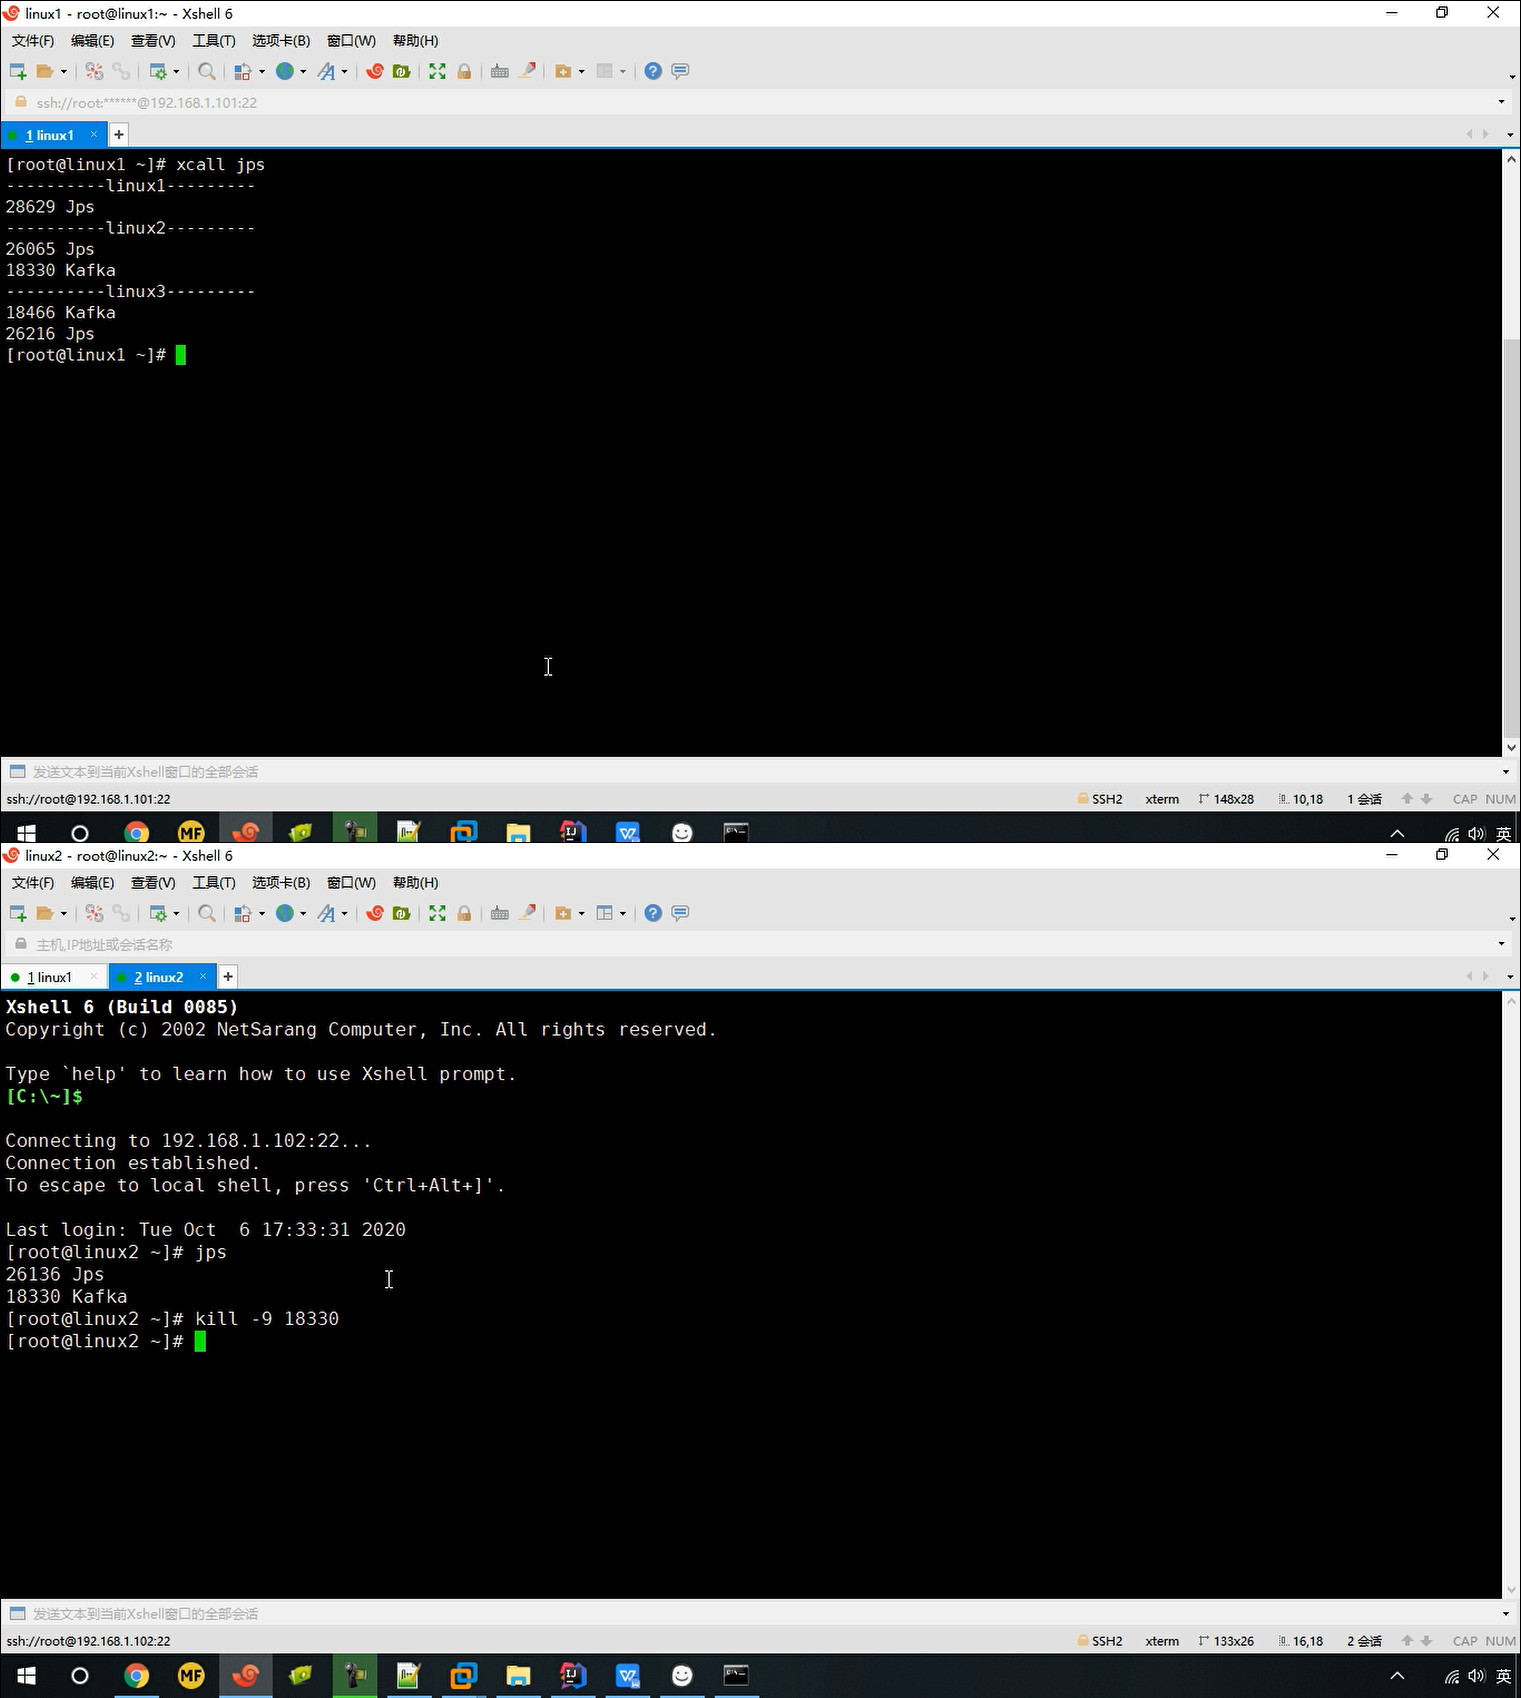 linux1 - root@linux1:~ - Xshell 6
文件(F) 编辑(E) 查看(V) 工具(T) 选项卡(B) 窗口(W) 帮助(H)
ssh://root:******@192.168.1.101:22
1 linux1
[root@linux1 ~]# xcall jps
----------linux1---------
28629 Jps
----------linux2---------
26065 Jps
18330 Kafka
----------linux3---------
18466 Kafka
26216 Jps
[root@linux1 ~]#
发送文本到当前Xshell窗口的全部会话
ssh://root@192.168.1.101:22 SSH2 xterm 148x28 10,18 1 会话 CAP NUM
MF 英
linux2 - root@linux2:~ - Xshell 6
文件(F) 编辑(E) 查看(V) 工具(T) 选项卡(B) 窗口(W) 帮助(H)
主机,IP地址或会话名称
1 linux1 2 linux2
Xshell 6 (Build 0085)
Copyright (c) 2002 NetSarang Computer, Inc. All rights reserved.
Type `help' to learn how to use Xshell prompt.
[C:\~]$
Connecting to 192.168.1.102:22...
Connection established.
To escape to local shell, press 'Ctrl+Alt+]'.
Last login: Tue Oct  6 17:33:31 2020
[root@linux2 ~]# jps
26136 Jps
18330 Kafka
[root@linux2 ~]# kill -9 18330
[root@linux2 ~]#
发送文本到当前Xshell窗口的全部会话
ssh://root@192.168.1.102:22 SSH2 xterm 133x26 16,18 2 会话 CAP NUM
MF 英